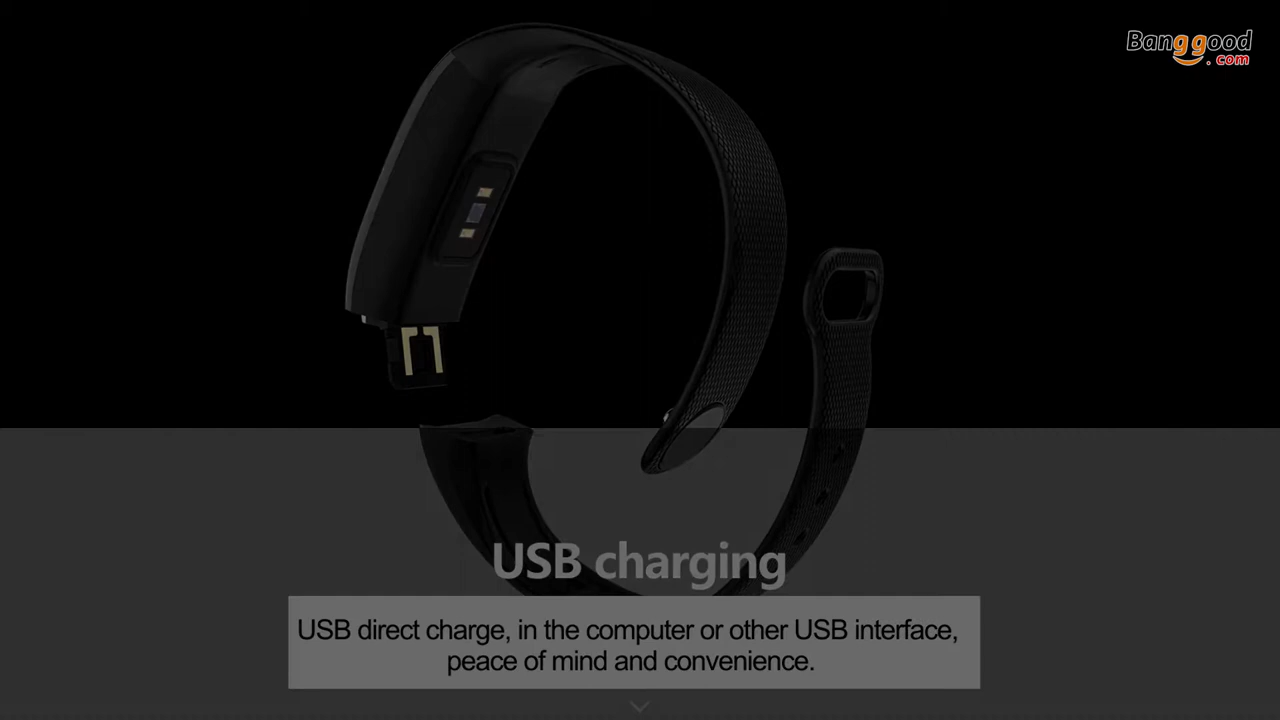 Banggood
.com
USB charging
USB direct charge, in the computer or other USB interface,
peace of mind and convenience.